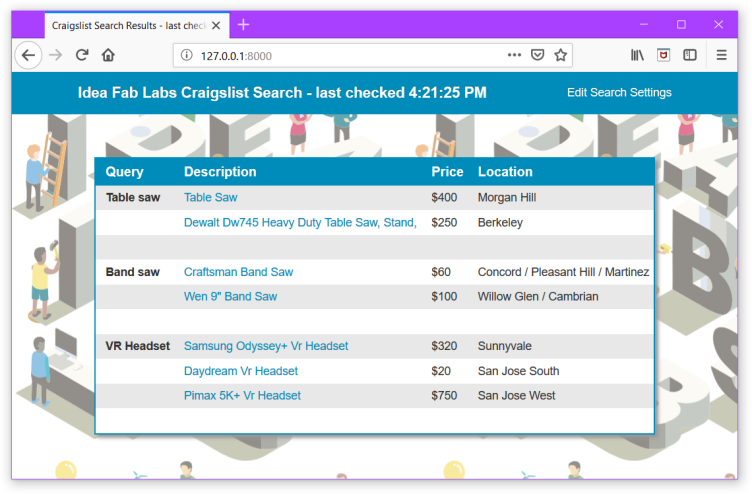 Craigslist Search Results - last check
127.0.0.1:8000
Idea Fab Labs Craigslist Search - last checked 4:21:25 PM Edit Search Settings
Query Description Price Location
Table saw Table Saw $400 Morgan Hill
Dewalt Dw745 Heavy Duty Table Saw, Stand, $250 Berkeley
Band saw Craftsman Band Saw $60 Concord / Pleasant Hill / Martinez
Wen 9" Band Saw $100 Willow Glen / Cambrian
VR Headset Samsung Odyssey+ Vr Headset $320 Sunnyvale
Daydream Vr Headset $20 San Jose South
Pimax 5K+ Vr Headset $750 San Jose West